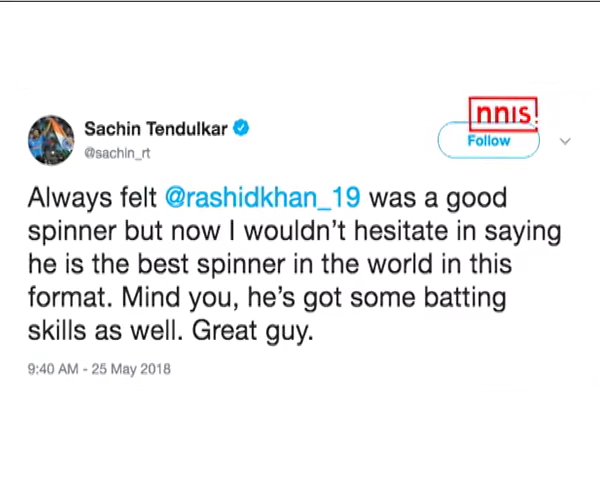 nnis
Sachin Tendulkar
Follow
@sachin_rt
Always felt @rashidkhan_19 was a good
spinner but now I wouldn't hesitate in saying
he is the best spinner in the world in this
format. Mind you, he's got some batting
skills as well. Great guy.
9:40 AM - 25 May 2018